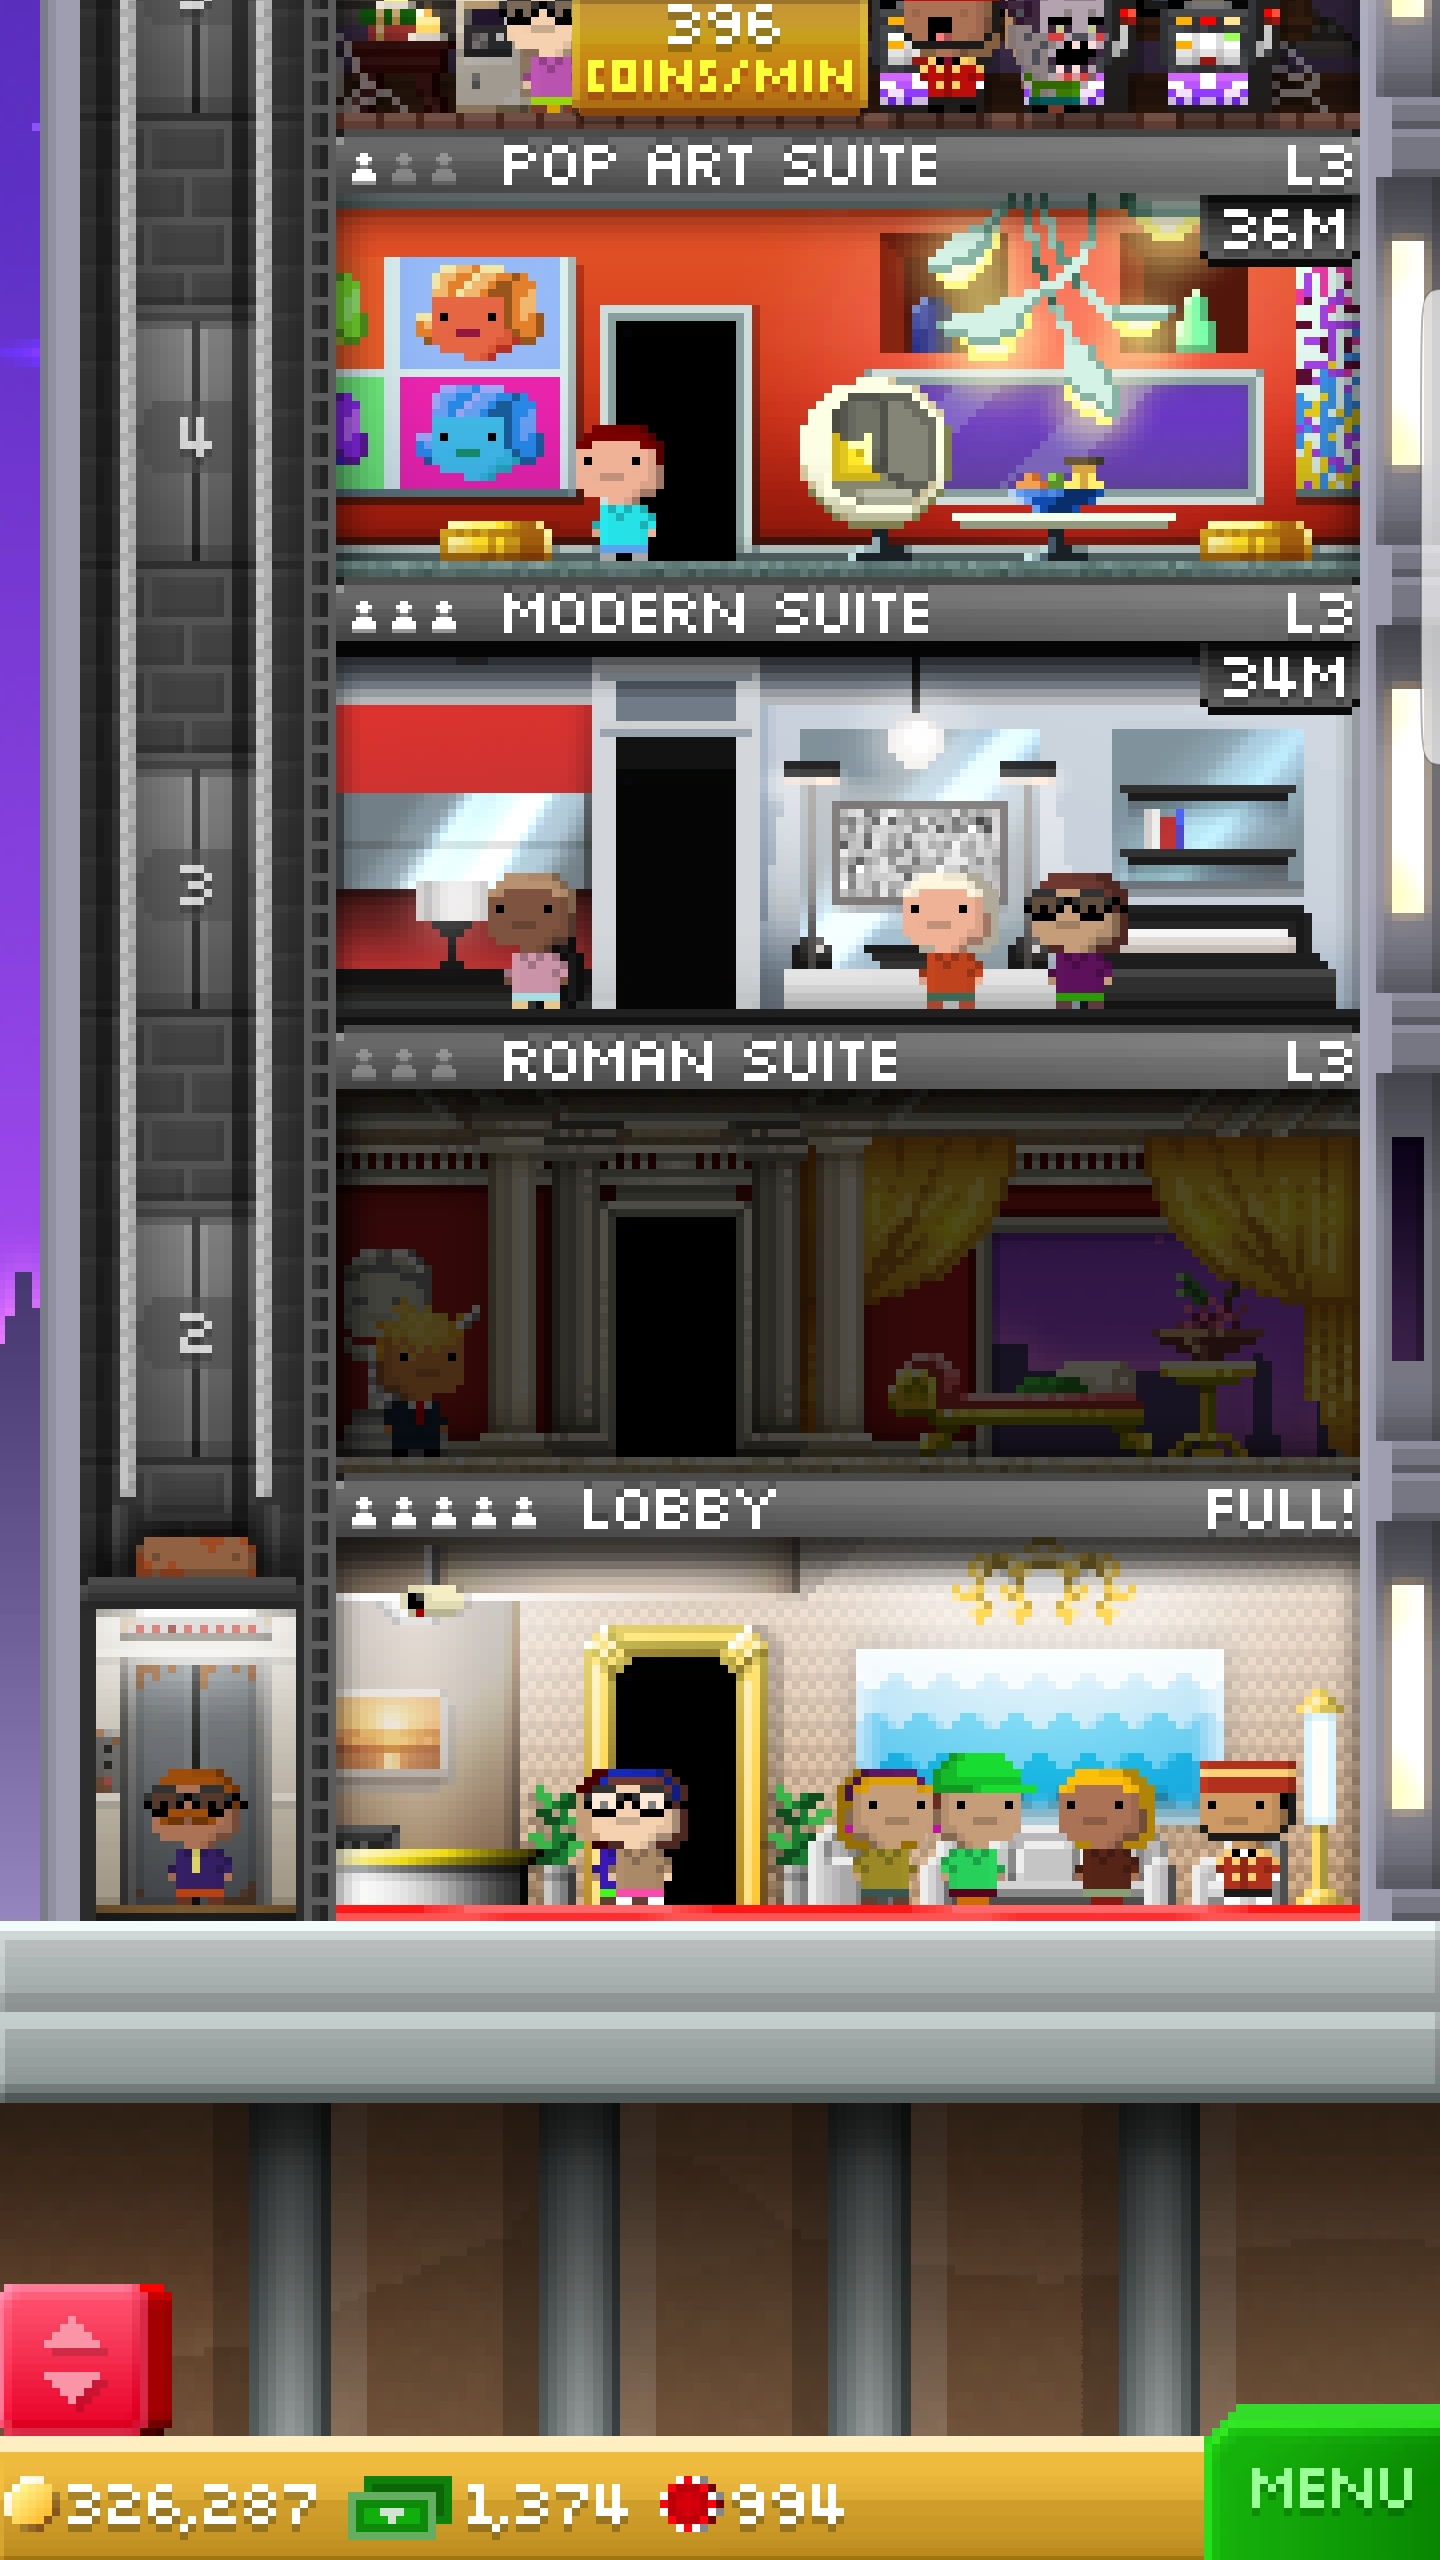 396
COINS/MIN
POP ART SUITE L3
36M
4
MODERN SUITE L3
34M
3
ROMAN SUITE L3
2
LOBBY FULL!
326,287 1,374 994
MENU